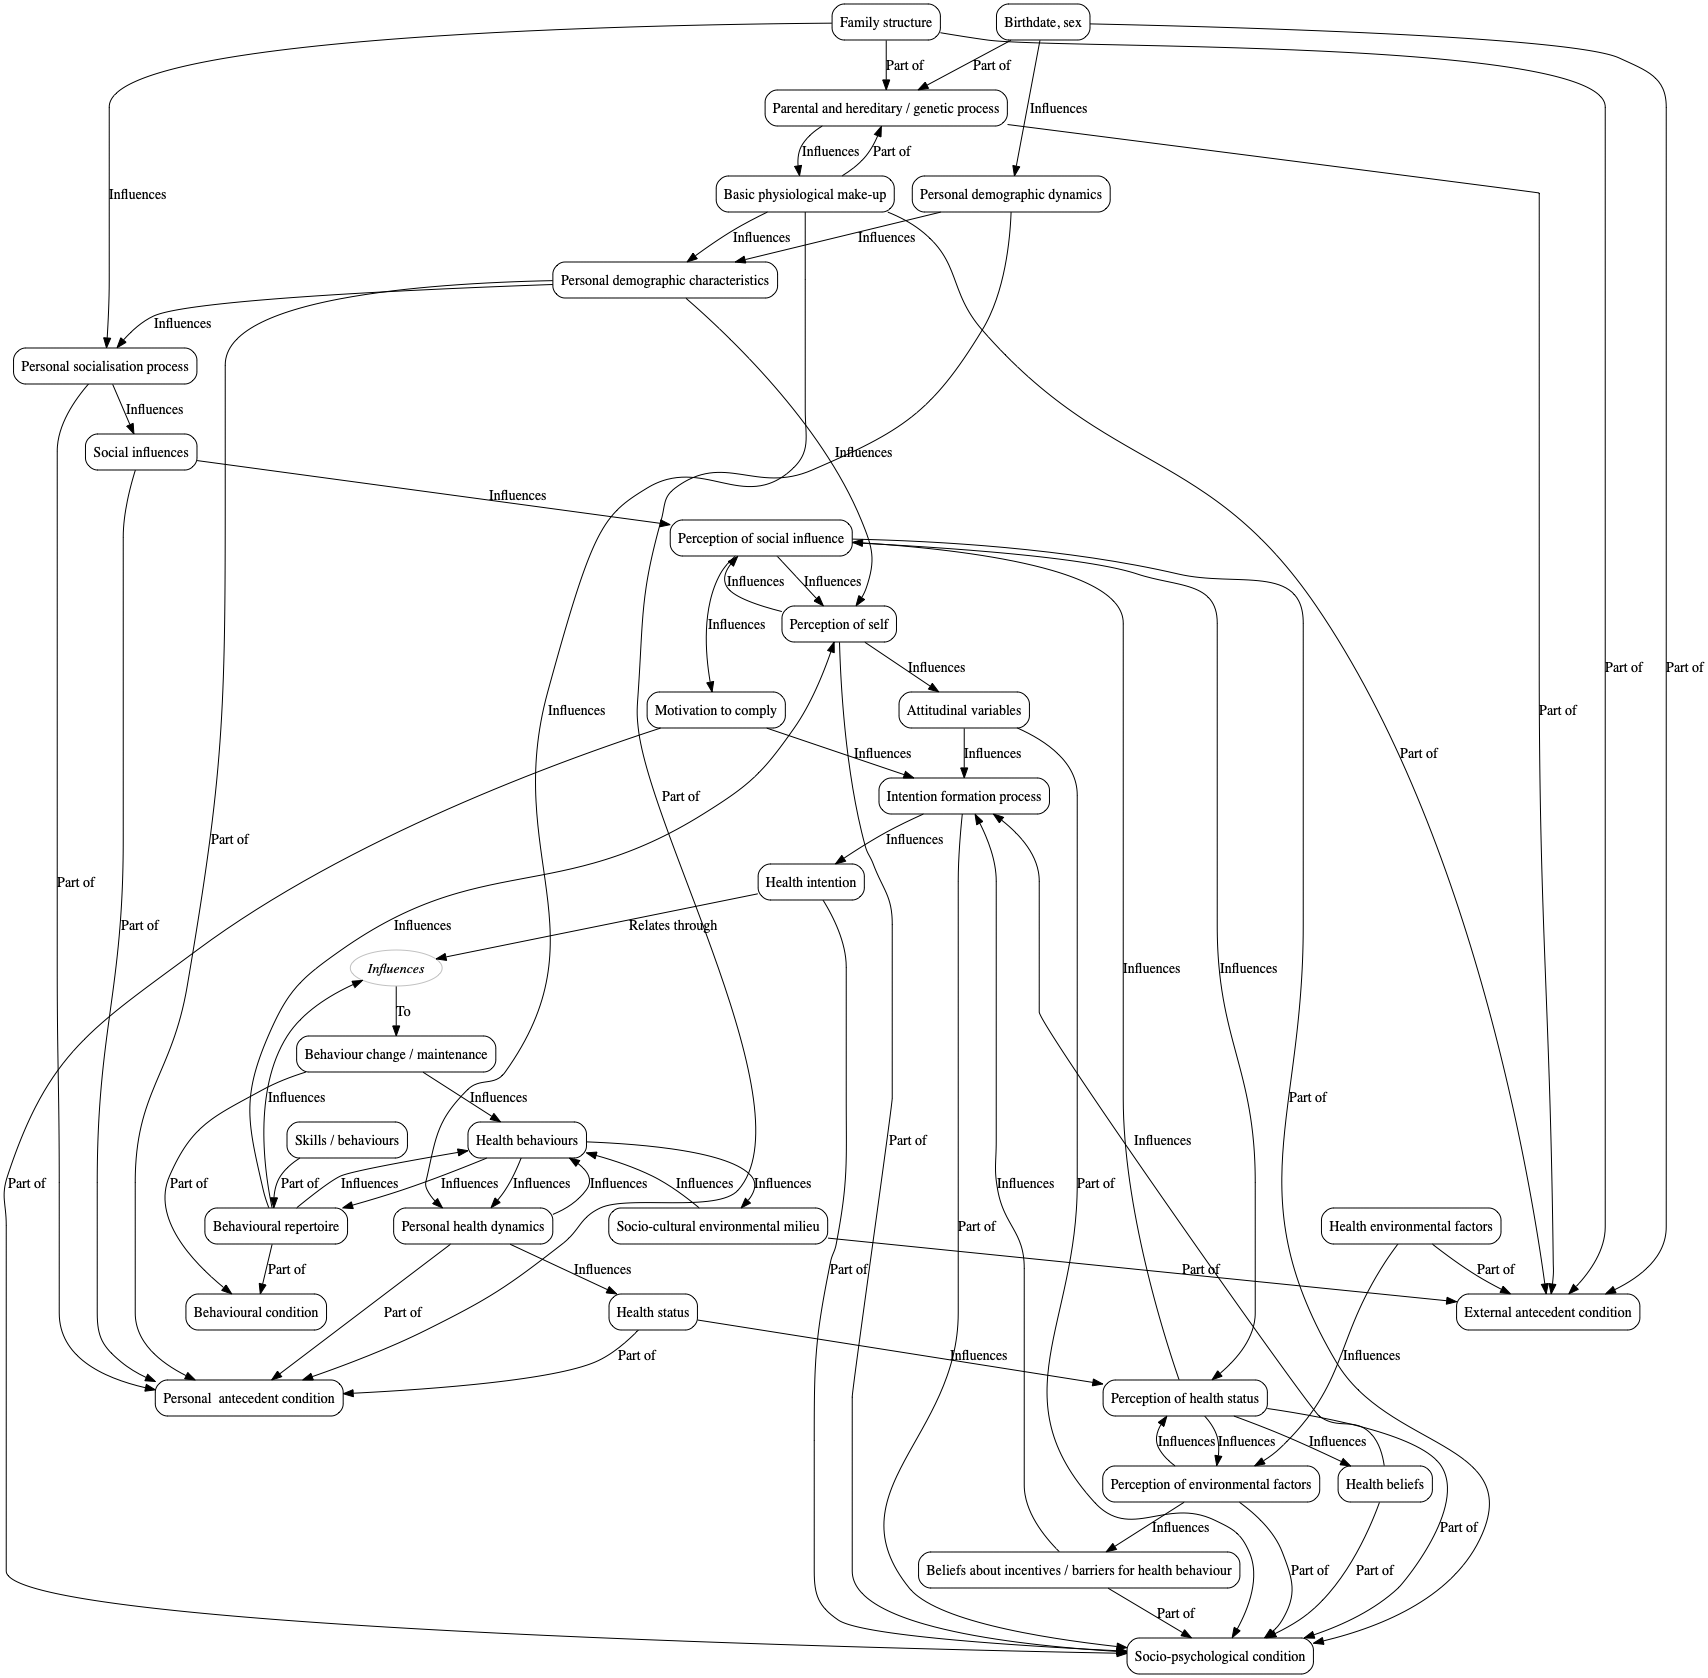 Family structure
Birthdate, sex
Part of
Part of
Parental and hereditary / genetic process
Influences
Influences
Part of
Influences
Basic physiological make-up
Personal demographic dynamics
Influences
Influences
Personal demographic characteristics
Influences
Personal socialisation process
Influences
Social influences
Influences
Influences
Perception of social influence
Influences
Influences
Influences
Perception of self
Influences
Part of
Part of
Motivation to comply
Attitudinal variables
Influences
Part of
Influences
Influences
Part of
Part of
Intention formation process
Part of
Influences
Part of
Health intention
Part of
Influences
Relates through
Influences
Influences
Influences
To
Behaviour change / maintenance
Influences
Influences
Part of
Skills / behaviours
Health behaviours
Part of
Influences
Part of
Part of
Part of
Influences
Influences
Influences
Influences
Influences
Influences
Influences
Part of
Behavioural repertoire
Personal health dynamics
Socio-cultural environmental milieu
Part of
Health environmental factors
Part of
Influences
Part of
Part of
Part of
Behavioural condition
Part of
Health status
External antecedent condition
Part of
Influences
Influences
Personal  antecedent condition
Perception of health status
Influences
Influences
Influences
Perception of environmental factors
Health beliefs
Influences
Part of
Beliefs about incentives / barriers for health behaviour
Part of
Part of
Part of
Socio-psychological condition